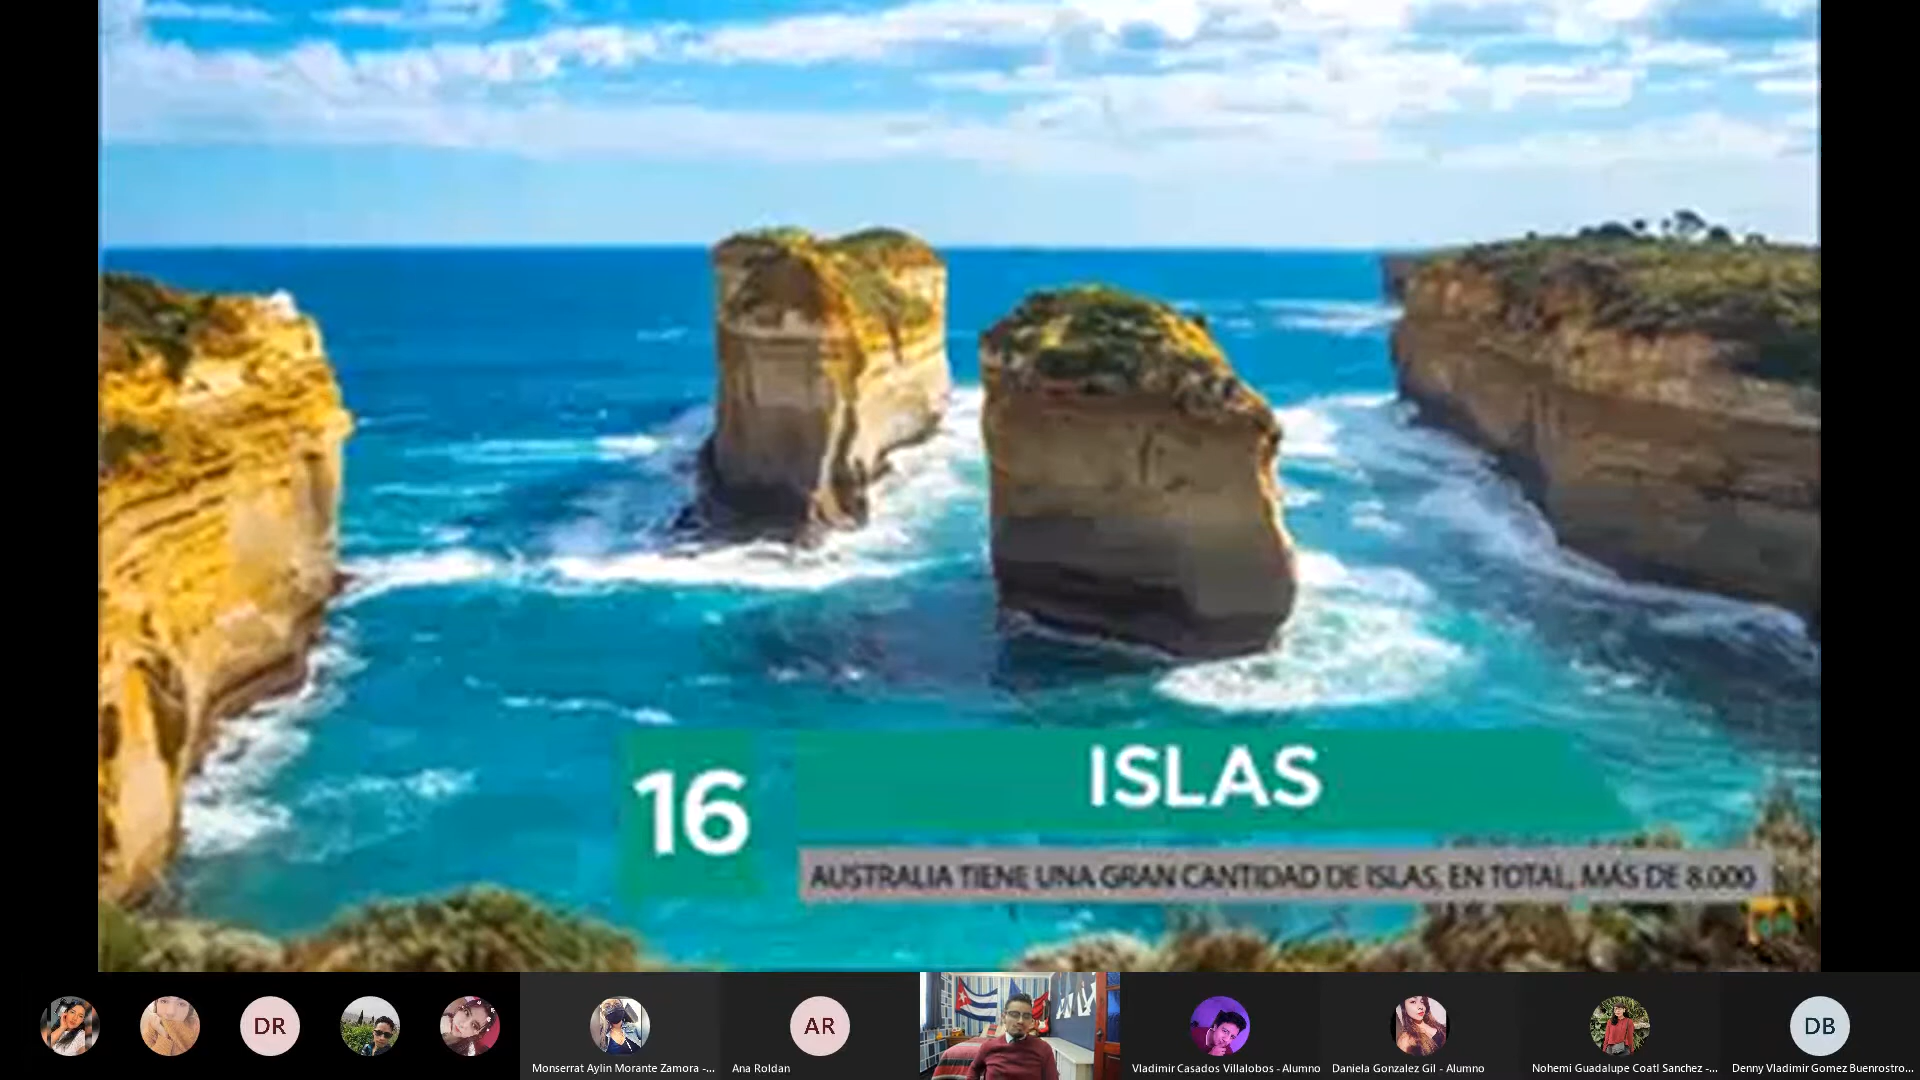 16
ISLAS
AUSTRALIA TIENE UNA GRAN CANTIDAD DE ISLAS, EN TOTAL, MÁS DE 8.000
DR
AR
DB
Monserrat Aylin Morante Zamora -...
Ana Roldan
Vladimir Casados Villalobos - Alumno
Daniela Gonzalez Gil - Alumno
Nohemi Guadalupe Coatl Sanchez -...
Denny Vladimir Gomez Buenrostro...